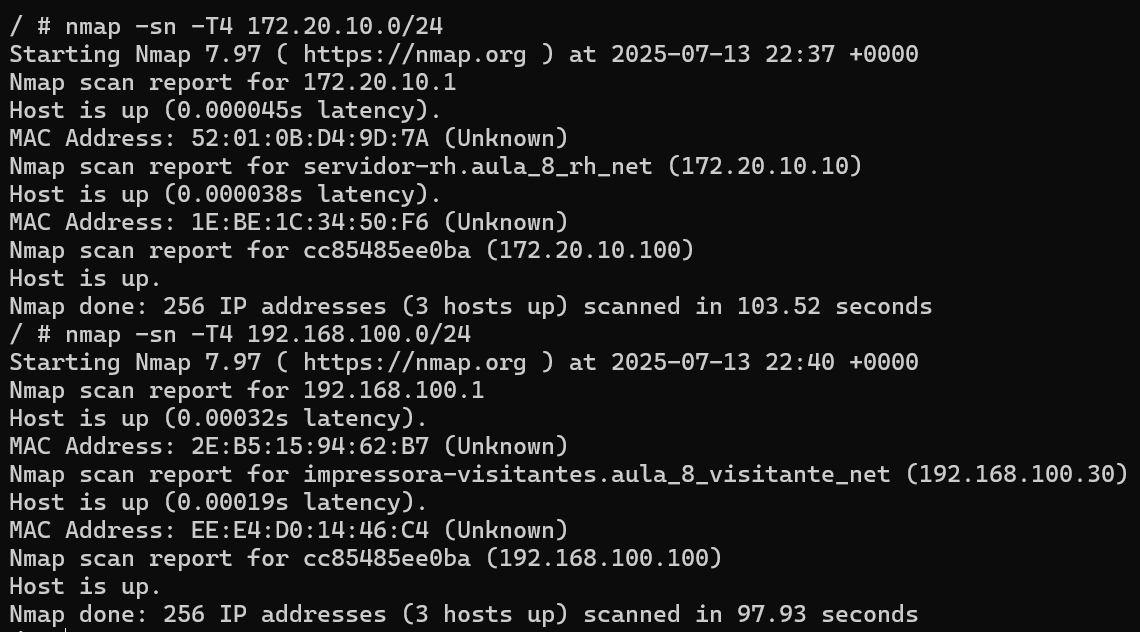 / # nmap -sn -T4 172.20.10.0/24
Starting Nmap 7.97 ( https://nmap.org ) at 2025-07-13 22:37 +0000
Nmap scan report for 172.20.10.1
Host is up (0.000045s latency).
MAC Address: 52:01:0B:D4:9D:7A (Unknown)
Nmap scan report for servidor-rh.aula_8_rh_net (172.20.10.10)
Host is up (0.000038s latency).
MAC Address: 1E:BE:1C:34:50:F6 (Unknown)
Nmap scan report for cc85485ee0ba (172.20.10.100)
Host is up.
Nmap done: 256 IP addresses (3 hosts up) scanned in 103.52 seconds
/ # nmap -sn -T4 192.168.100.0/24
Starting Nmap 7.97 ( https://nmap.org ) at 2025-07-13 22:40 +0000
Nmap scan report for 192.168.100.1
Host is up (0.00032s latency).
MAC Address: 2E:B5:15:94:62:B7 (Unknown)
Nmap scan report for impressora-visitantes.aula_8_visitante_net (192.168.100.30)
Host is up (0.00019s latency).
MAC Address: EE:E4:D0:14:46:C4 (Unknown)
Nmap scan report for cc85485ee0ba (192.168.100.100)
Host is up.
Nmap done: 256 IP addresses (3 hosts up) scanned in 97.93 seconds